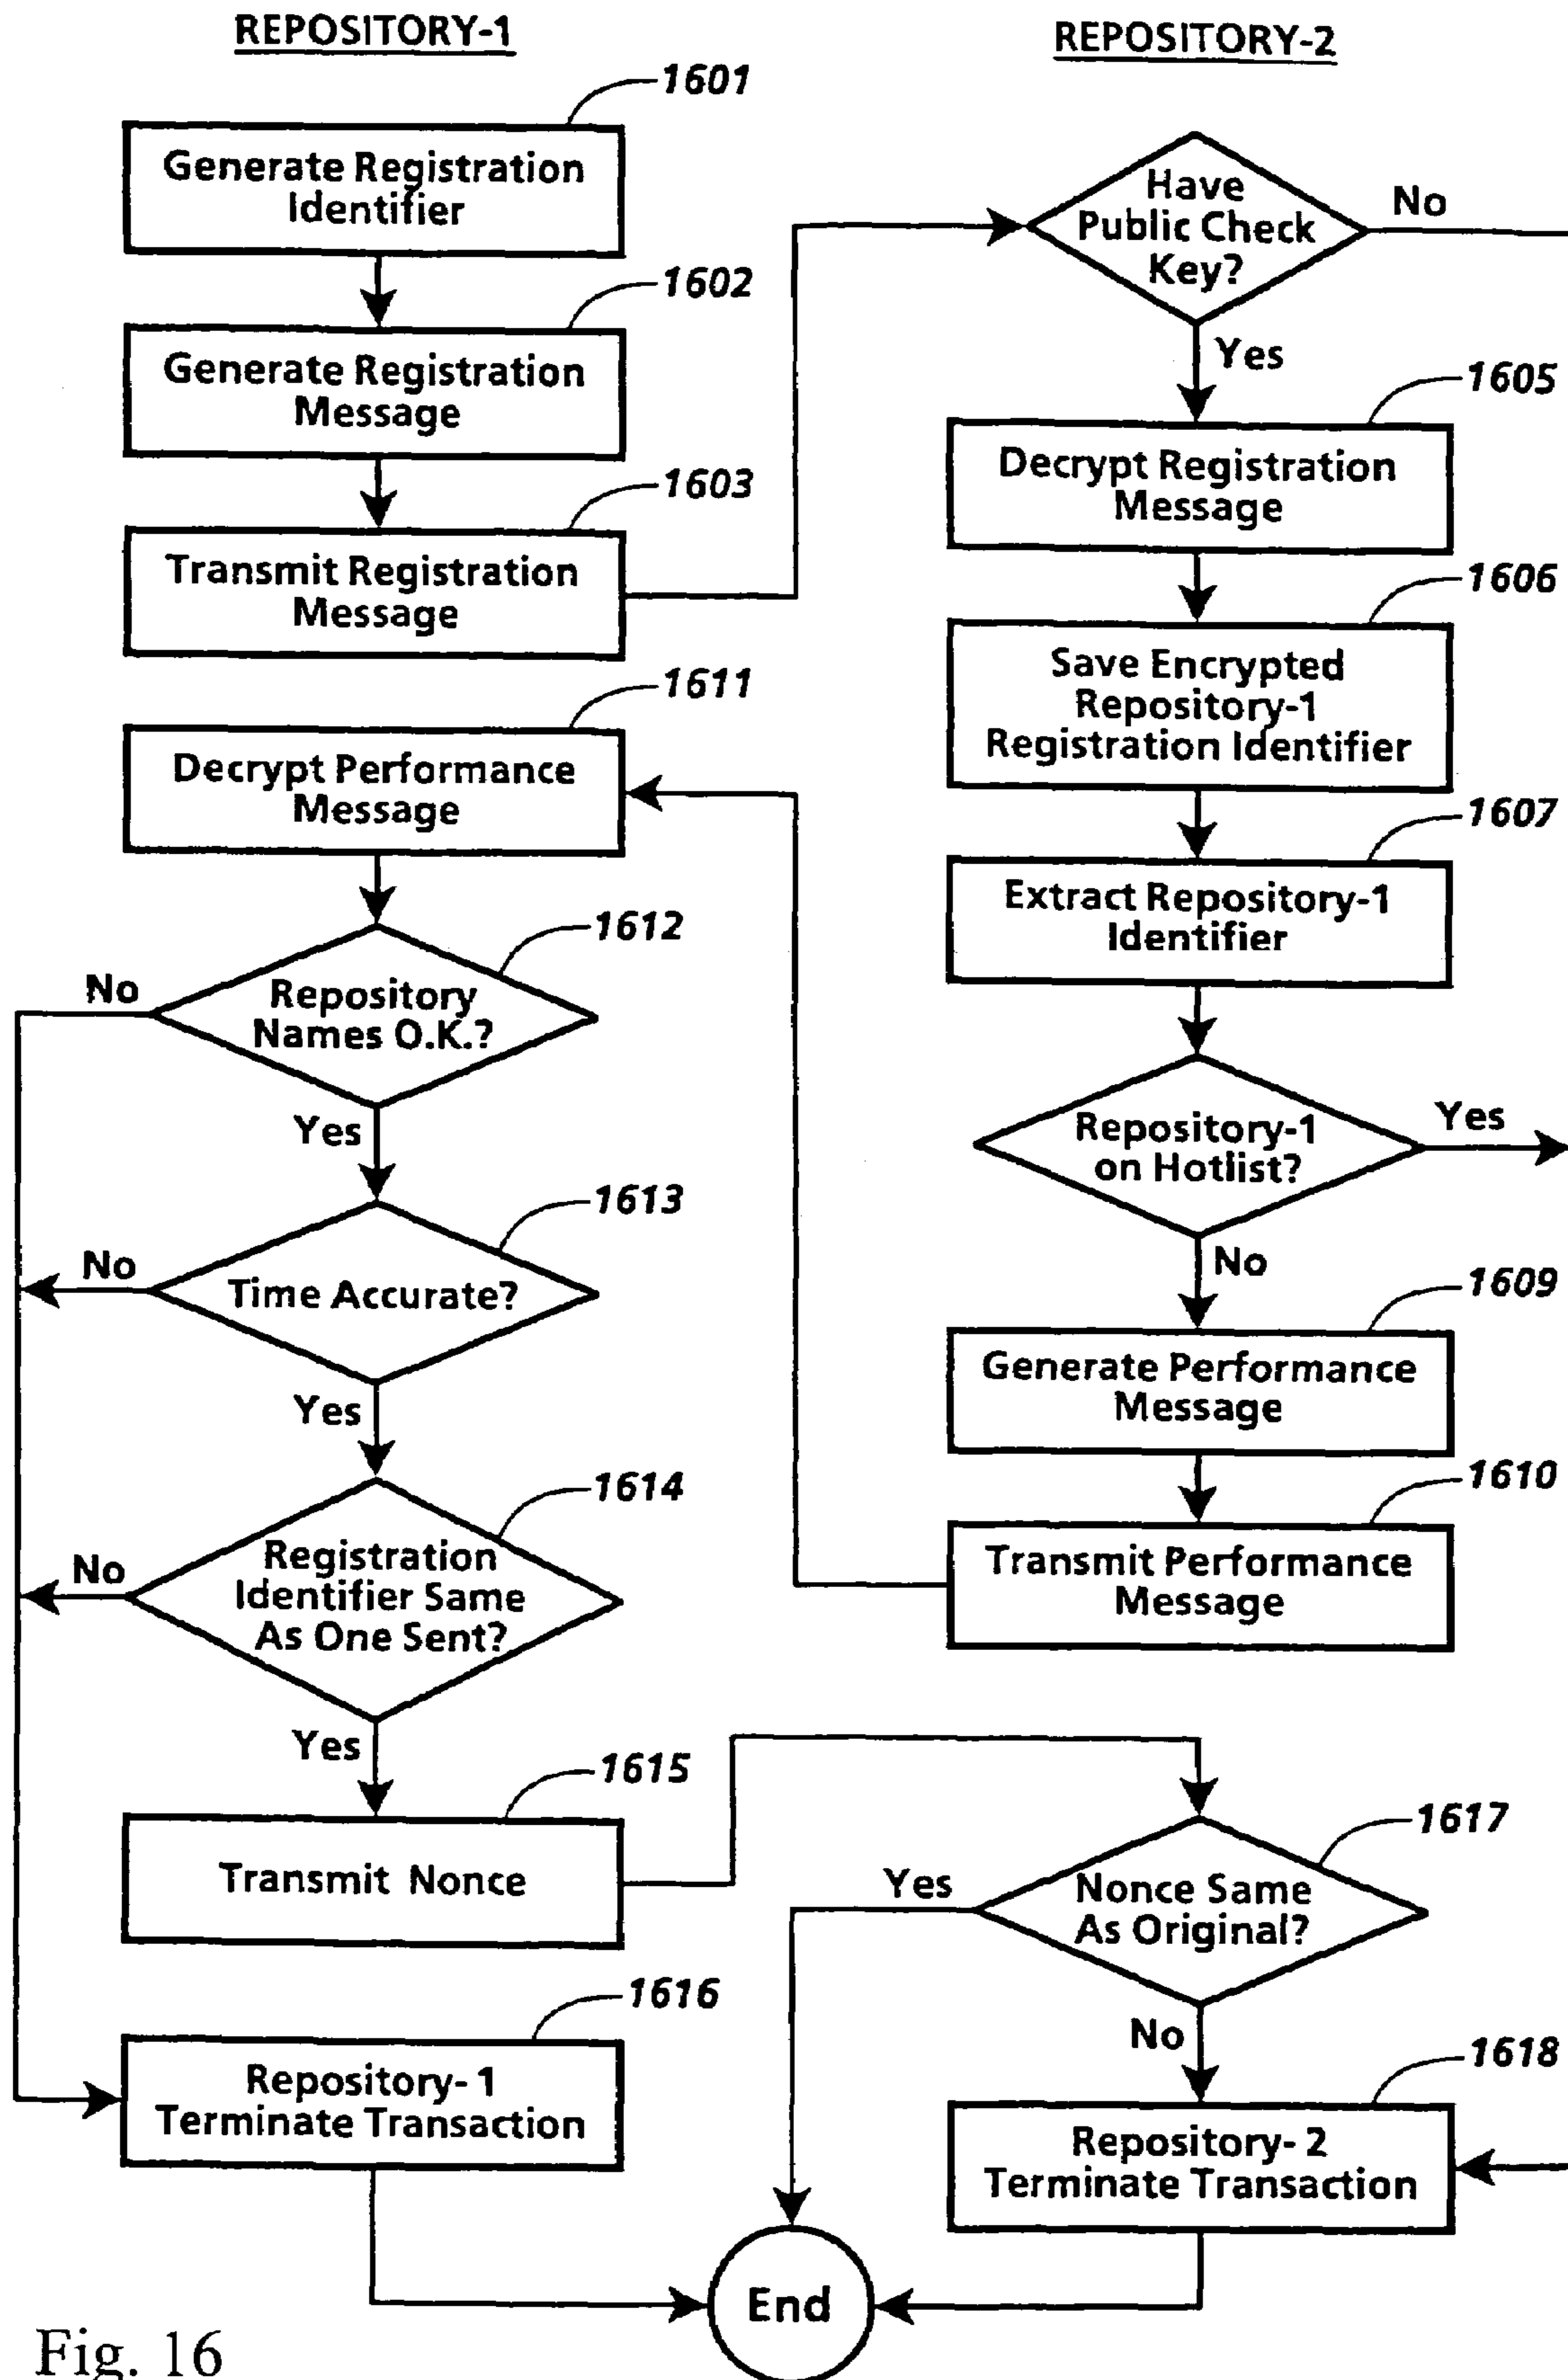 REPOSITORY-1
1601
Generate Registration
Identifier
1602
Generate Registration
Message
1603
Transmit Registration
Message
1611
Decrypt Performance
Message
1612
No
Repository
Names O.K.?
Yes
1613
No
Time Accurate?
Yes
1614
No
Registration
Identifier Same
As One Sent?
Yes
1615
Transmit Nonce
1616
Repository- 1
Terminate Transaction
REPOSITORY-2
Have
Public Check
Key?
No
Yes
1605
Decrypt Registration
Message
1606
Save Encrypted
Repository-1
Registration Identifier
1607
Extract Repository-1
Identifier
Repository-1
on Hotlist?
Yes
No
1609
Generate Performance
Message
1610
Transmit Performance
Message
1617
Yes
Nonce Same
As Original?
No
1618
Repository- 2
Terminate Transaction
End
Fig. 16